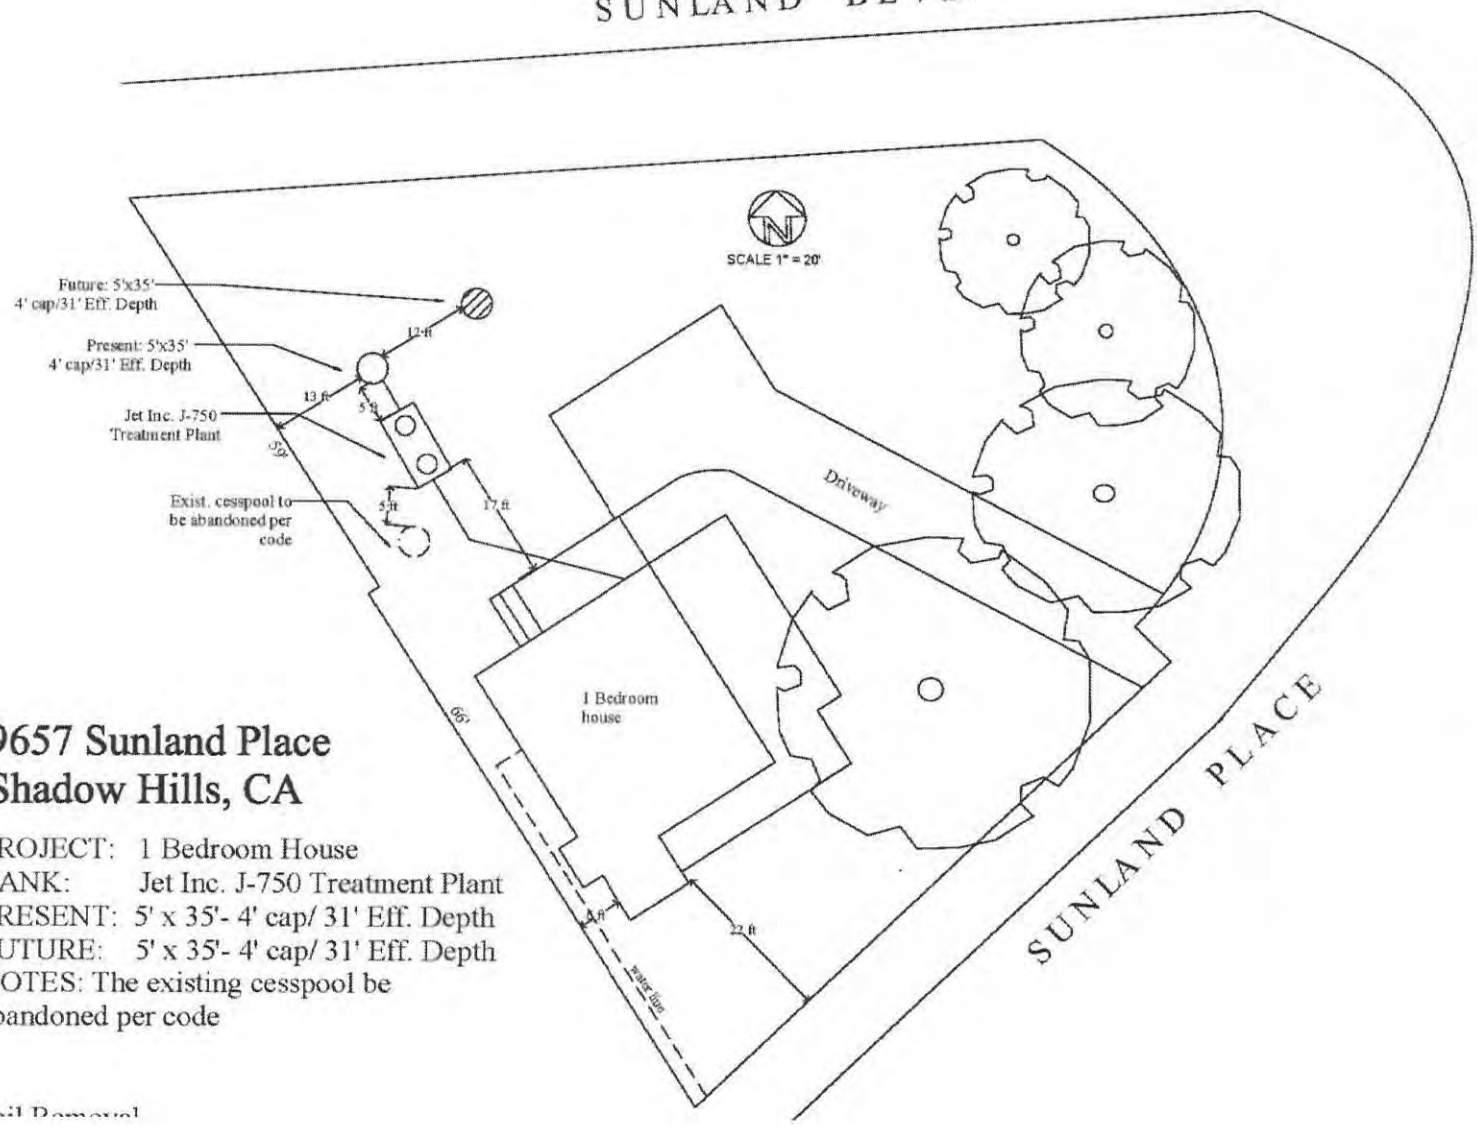 SUNLAND
N
SCALE 1" = 20'
Future: 5'x35'
4' cap/31' Eff. Depth
12 ft
Present: 5'x35'
4' cap/31' Eff. Depth
13 ft
5 ft
Jet Inc. J-750
Treatment Plant
Driveway
Exist. cesspool to
be abandoned per
code
5 ft
17 ft
1 Bedroom
house
66'
9657 Sunland Place
Shadow Hills, CA
ROJECT: 1 Bedroom House
ANK: Jet Inc. J-750 Treatment Plant
RESENT: 5' x 35'- 4' cap/ 31' Eff. Depth
UTURE: 5' x 35'- 4' cap/ 31' Eff. Depth
OTES: The existing cesspool be
bandoned per code
22 ft
water line
SUNLAND PLACE
Removal